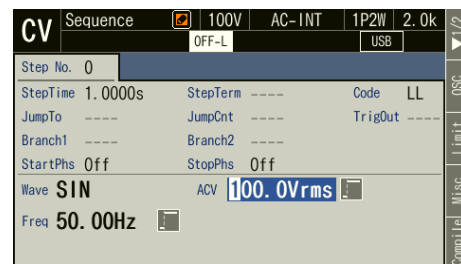 CV Sequence 100V AC-INT 1P2W 2.0k
OFF-L USB
Step No. 0
StepTime 1.0000s StepTerm ---- Code LL
JumpTo ---- JumpCnt ---- TrigOut ----
Branch1 ---- Branch2 ----
StartPhs Off StopPhs Off
Wave SIN ACV 100.0Vrms
Freq 50.00Hz
▼1/2
OSC
Limit
Misc
Compile